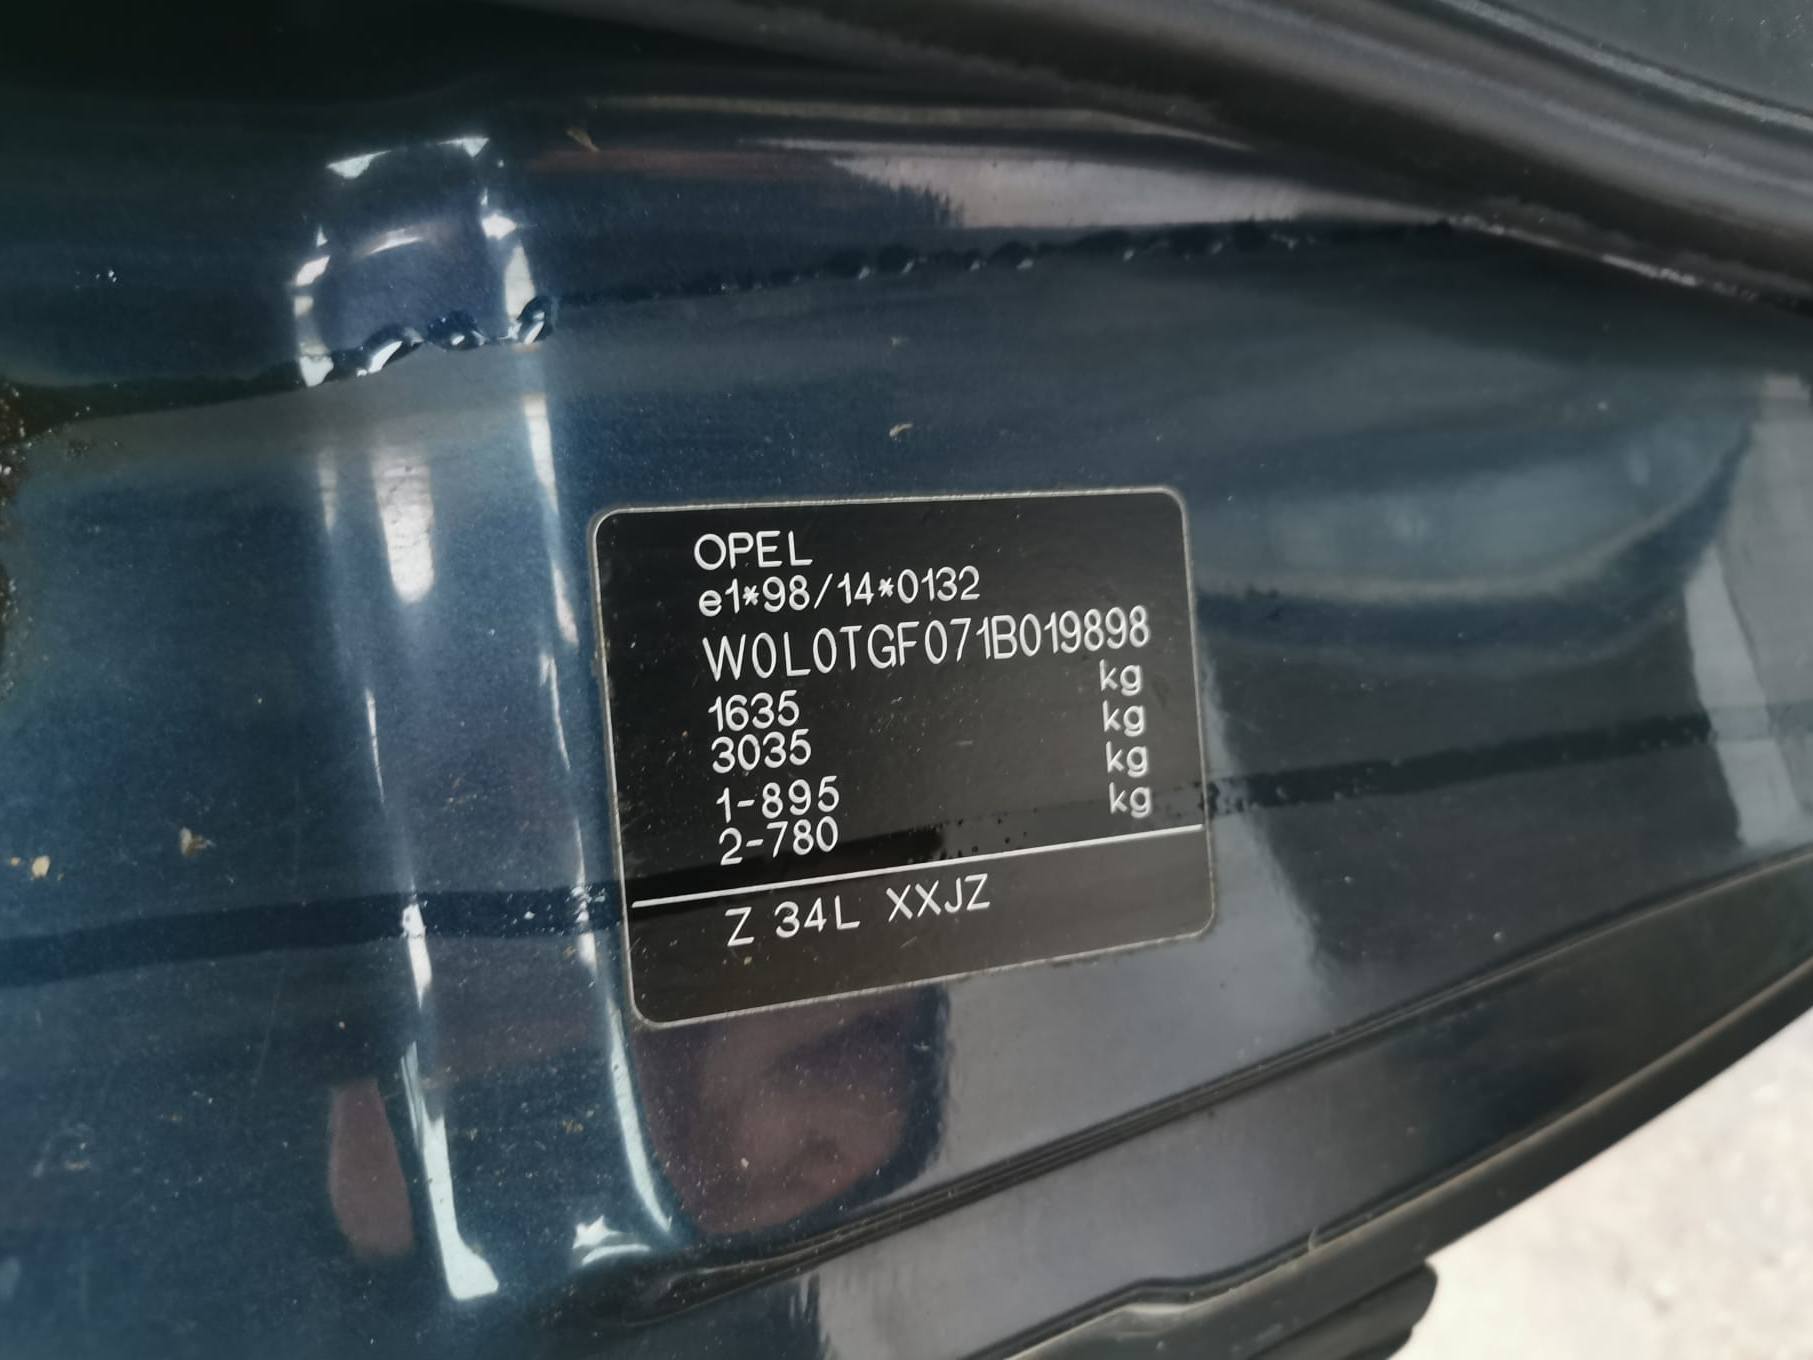 OPEL
e1*98/14*0132
W0L0TGF071B019898
1635 kg
3035 kg
1-895 kg
2-780 kg
Z 34L XXJZ